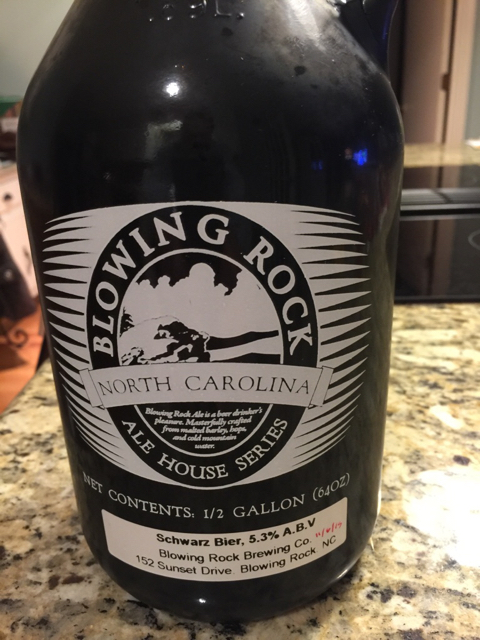 BLOWING ROCK
NORTH CAROLINA
Blowing Rock Ale is a beer drinker's
pleasure. Masterfully crafted
from malted barley, hops,
and cold mountain
water.
ALE HOUSE SERIES
NET CONTENTS: 1/2 GALLON (64OZ)
Schwarz Bier, 5.3% A.B.V
Blowing Rock Brewing Co.
152 Sunset Drive. Blowing Rock, NC